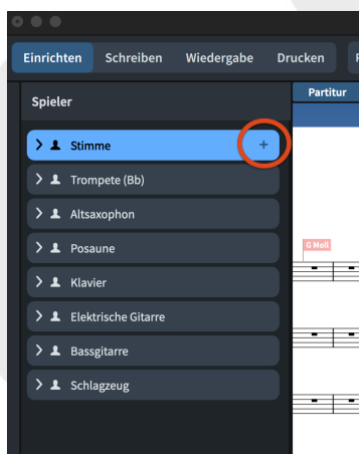 Einrichten Schreiben Wiedergabe Drucken
Partitur
Spieler
Stimme +
Trompete (Bb)
Altsaxophon
Posaune
G Moll
Klavier
Elektrische Gitarre
Bassgitarre
Schlagzeug